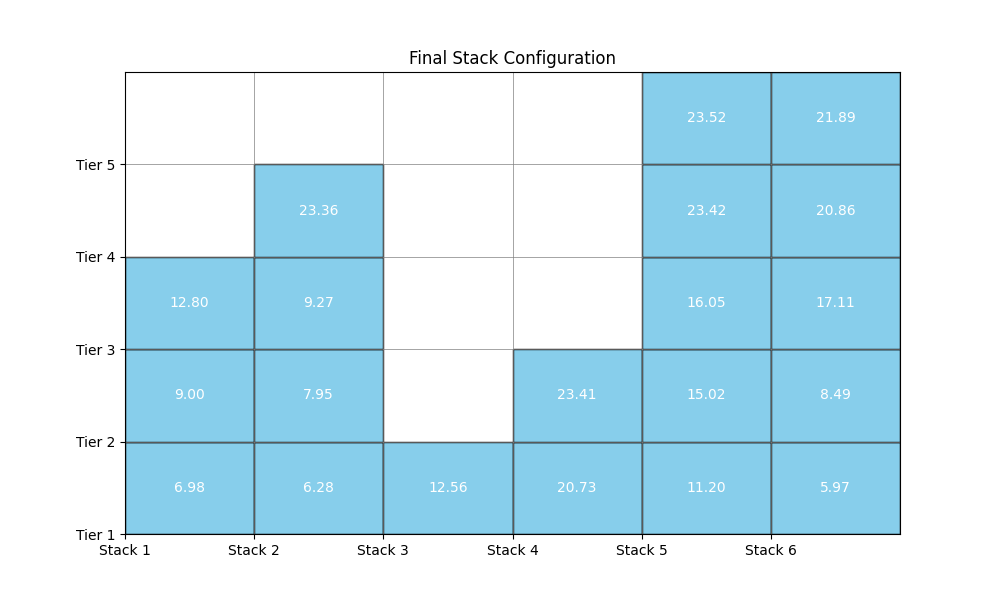 Final Stack Configuration
23.52 21.89
Tier 5
23.36 23.42 20.86
Tier 4
12.80 9.27 16.05 17.11
Tier 3
9.00 7.95 23.41 15.02 8.49
Tier 2
6.98 6.28 12.56 20.73 11.20 5.97
Tier 1
Stack 1 Stack 2 Stack 3 Stack 4 Stack 5 Stack 6